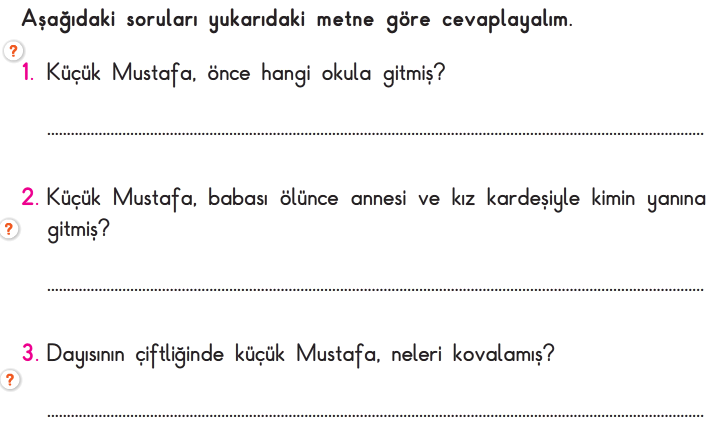 Aşağıdaki soruları yukarıdaki metne göre cevaplayalım.
?
1. Küçük Mustafa, önce hangi okula gitmiş?
2. Küçük Mustafa, babası ölünce annesi ve kız kardeşiyle kimin yanına
? gitmiş?
3. Dayısının çiftliğinde küçük Mustafa, neleri kovalamış?
?